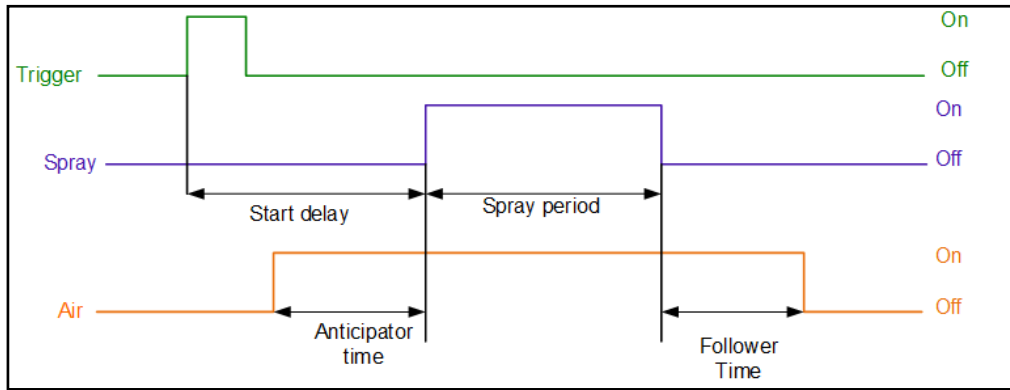 On
Trigger
Off
On
Spray
Off
Start delay
Spray period
On
Air
Off
Anticipator
time
Follower
Time